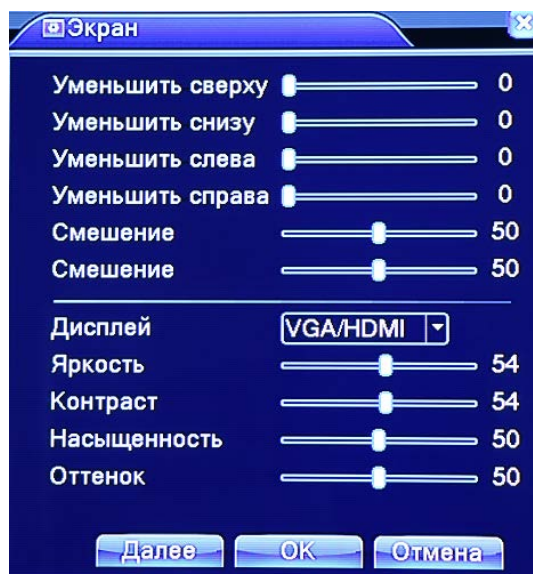 Экран
Уменьшить сверху 0
Уменьшить снизу 0
Уменьшить слева 0
Уменьшить справа 0
Смешение 50
Смешение 50
Дисплей VGA/HDMI
Яркость 54
Контраст 54
Насыщенность 50
Оттенок 50
Далее OK Отмена